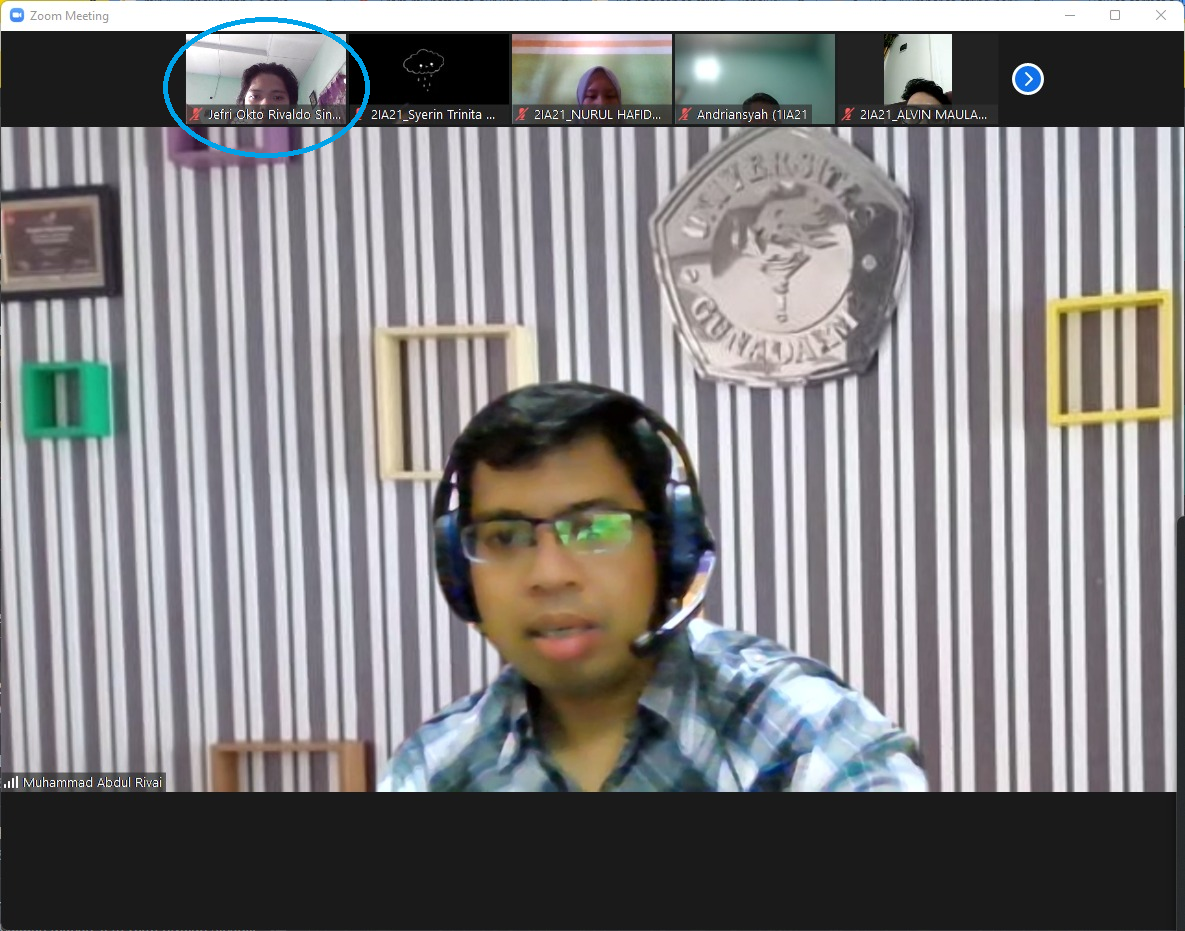 Zoom Meeting
Jefri Okto Rivaldo Sin...
2IA21_Syerin Trinita ...
2IA21_NURUL HAFID...
Andriansyah (1IA21
2IA21_ALVIN MAULA...
UNIVERSITAS
GUNADARMA
Muhammad Abdul Rivai